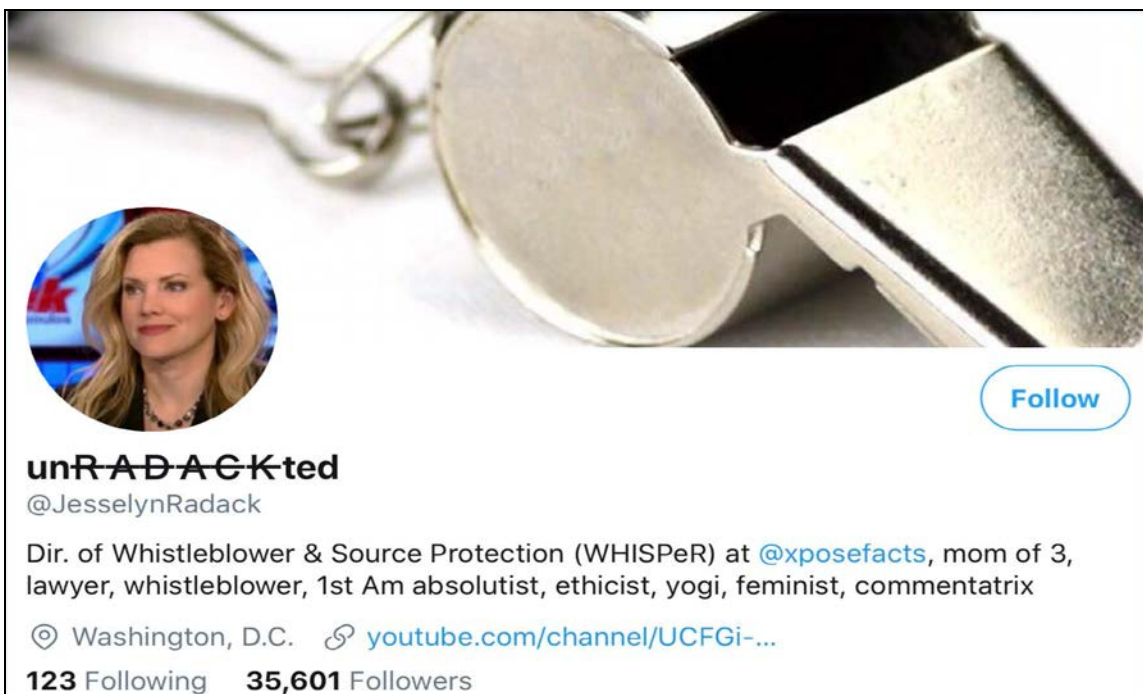 k
Follow
unRADACKted
@JesselynRadack
Dir. of Whistleblower & Source Protection (WHISPeR) at @xposefacts, mom of 3,
lawyer, whistleblower, 1st Am absolutist, ethicist, yogi, feminist, commentatrix
Washington, D.C. youtube.com/channel/UCFGi-...
123 Following 35,601 Followers